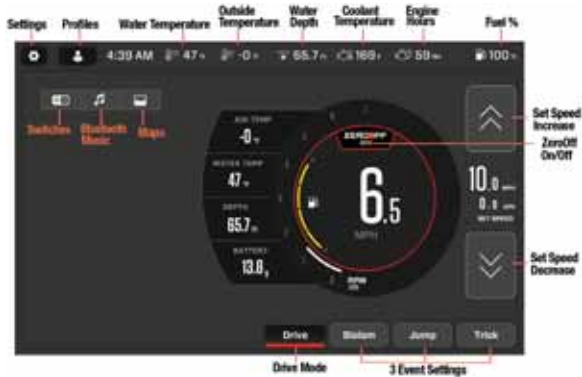 Settings Profiles Water Temperature Outside Temperature Water Depth Coolant Temperature Engine Hours Fuel %
4:39 AM 47 -0 65.7 169 59 100
Switches Bluetooth Music Maps
AIR TEMP
-0
WATER TEMP
47
DEPTH
65.7
BATTERY
13.8
ZEROOFF
6.5
MPH
RPM
Set Speed Increase
ZeroOff On/Off
10.0
0.0
SET SPEED
Set Speed Decrease
Drive Slalom Jump Trick
Drive Mode
3 Event Settings